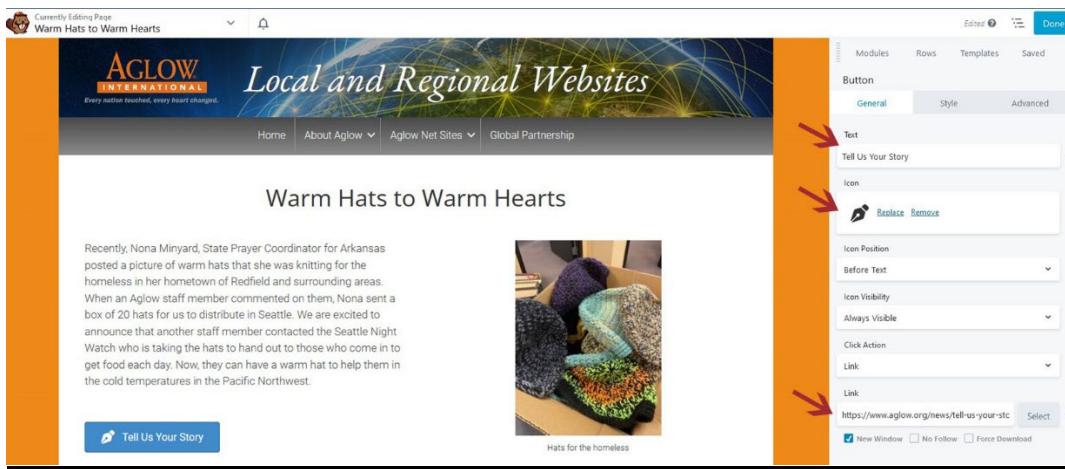 Currently Editing Page
Warm Hats to Warm Hearts
Edited
Done
AGLOW
INTERNATIONAL
Every nation touched, every heart changed.
Local and Regional Websites
Home
About Aglow
Aglow Net Sites
Global Partnership
Warm Hats to Warm Hearts
Recently, Nona Minyard, State Prayer Coordinator for Arkansas
posted a picture of warm hats that she was knitting for the
homeless in her hometown of Redfield and surrounding areas.
When an Aglow staff member commented on them, Nona sent a
box of 20 hats for us to distribute in Seattle. We are excited to
announce that another staff member contacted the Seattle Night
Watch who is taking the hats to hand out to those who come in to
get food each day. Now, they can have a warm hat to help them in
the cold temperatures in the Pacific Northwest.
Tell Us Your Story
Hats for the homeless
Modules
Rows
Templates
Saved
Button
General
Style
Advanced
Text
Tell Us Your Story
Icon
Replace
Remove
Icon Position
Before Text
Icon Visibility
Always Visible
Click Action
Link
Link
https://www.aglow.org/news/tell-us-your-stc
Select
New Window
No Follow
Force Download